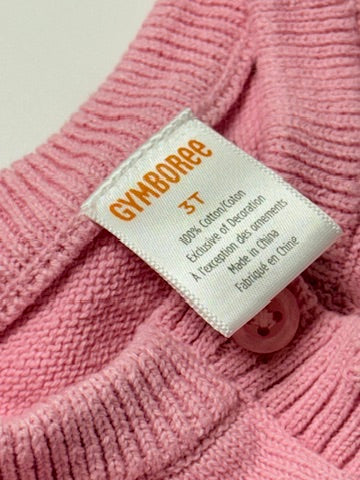 GYMBOREE
3T
100% Cotton/Coton
Exclusive of Decoration
A l'exception des ornements
Made in China
Fabriqué en Chine